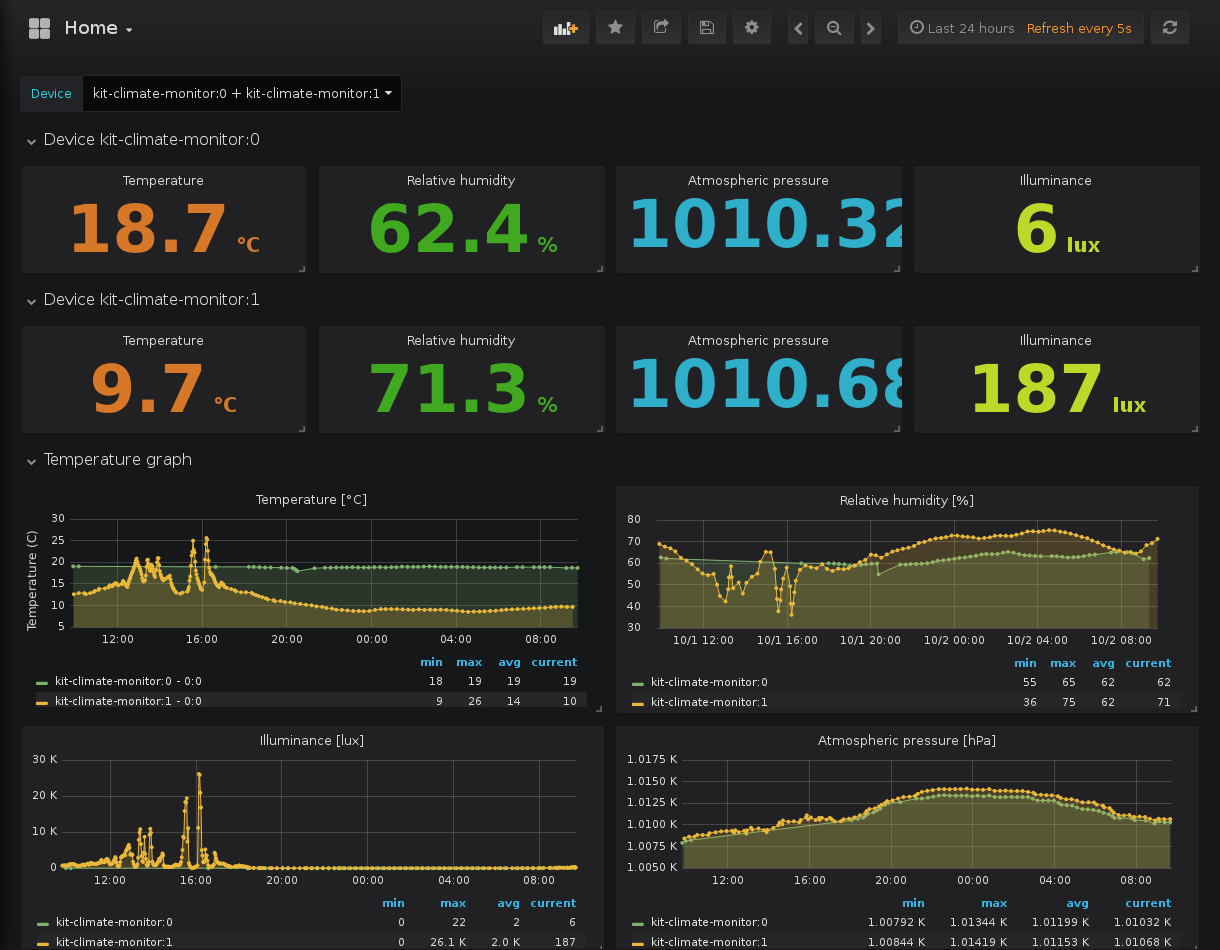 Home
Last 24 hours Refresh every 5s
Device kit-climate-monitor:0 + kit-climate-monitor:1
Device kit-climate-monitor:0
Temperature Relative humidity Atmospheric pressure Illuminance
18.7 °C 62.4 % 1010.32 6 lux
Device kit-climate-monitor:1
Temperature Relative humidity Atmospheric pressure Illuminance
9.7 °C 71.3 % 1010.68 187 lux
Temperature graph
Temperature [°C]
Temperature (C)
30
25
20
15
10
5
12:00 16:00 20:00 00:00 04:00 08:00
min max avg current
kit-climate-monitor:0 - 0:0 18 19 19 19
kit-climate-monitor:1 - 0:0 9 26 14 10
Relative humidity [%]
80
70
60
50
40
30
10/1 12:00 10/1 16:00 10/1 20:00 10/2 00:00 10/2 04:00 10/2 08:00
min max avg current
kit-climate-monitor:0 55 65 62 62
kit-climate-monitor:1 36 75 62 71
Illuminance [lux]
30 K
20 K
10 K
0
12:00 16:00 20:00 00:00 04:00 08:00
min max avg current
kit-climate-monitor:0 0 22 2 6
kit-climate-monitor:1 0 26.1 K 2.0 K 187
Atmospheric pressure [hPa]
1.0175 K
1.0150 K
1.0125 K
1.0100 K
1.0075 K
1.0050 K
12:00 16:00 20:00 00:00 04:00 08:00
min max avg current
kit-climate-monitor:0 1.00792 K 1.01344 K 1.01199 K 1.01032 K
kit-climate-monitor:1 1.00844 K 1.01419 K 1.01153 K 1.01068 K